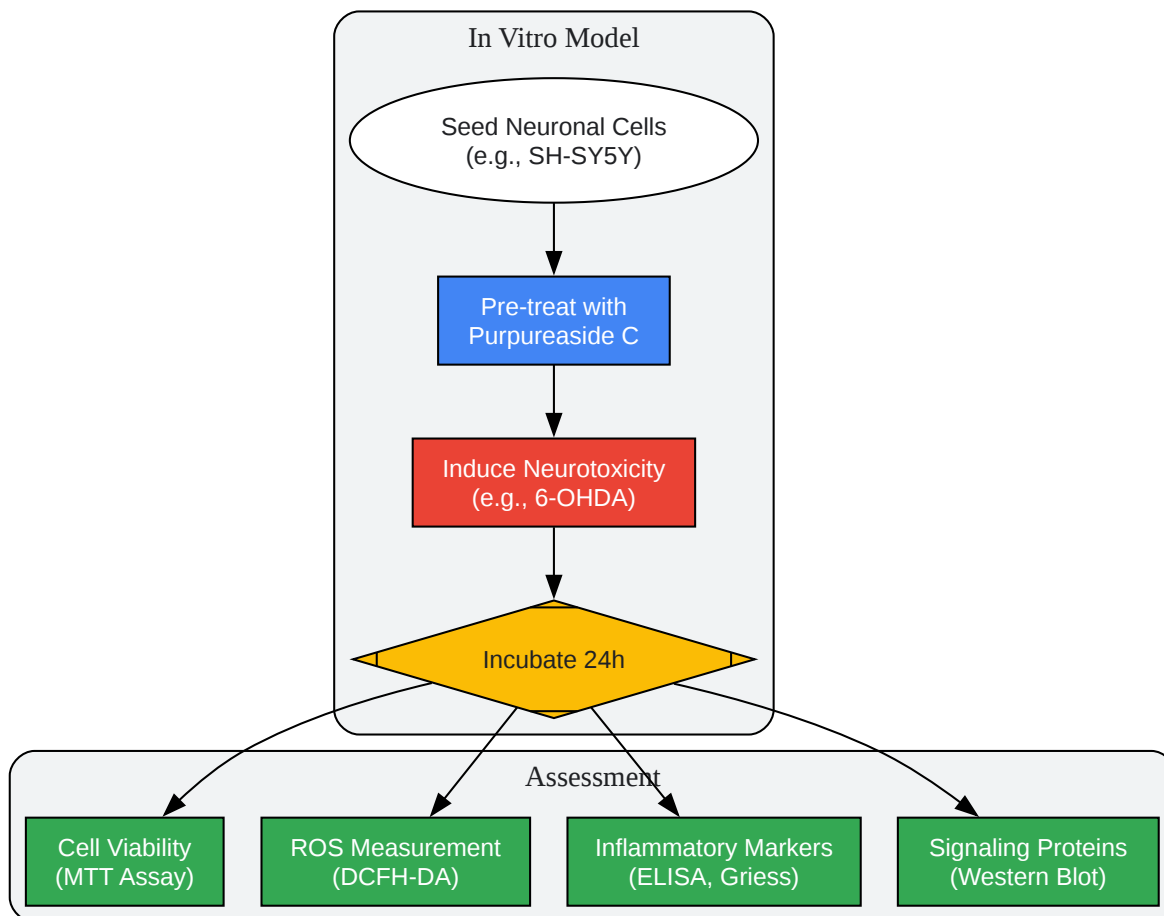 In Vitro Model
Seed Neuronal Cells
(e.g., SH-SY5Y)
Pre-treat with
Purpureaside C
Induce Neurotoxicity
(e.g., 6-OHDA)
Incubate 24h
Assessment
Cell Viability
(MTT Assay)
ROS Measurement
(DCFH-DA)
Inflammatory Markers
(ELISA, Griess)
Signaling Proteins
(Western Blot)